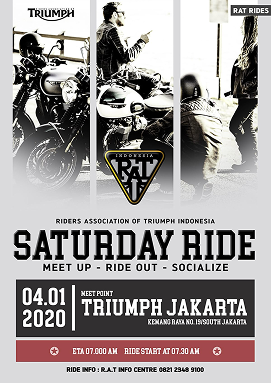 TRIUMPH
RAT RIDES
INDONESIA
RAT
RIDERS ASSOCIATION OF TRIUMPH INDONESIA
SATURDAY RIDE
MEET UP - RIDE OUT - SOCIALIZE
04.01
2020
MEET POINT
TRIUMPH JAKARTA
KEMANG RAYA NO. 19/SOUTH JAKARTA
ETA 07.000 AM RIDE START AT 07.30 AM
RIDE INFO : R.A.T INFO CENTRE 0821 2948 9100